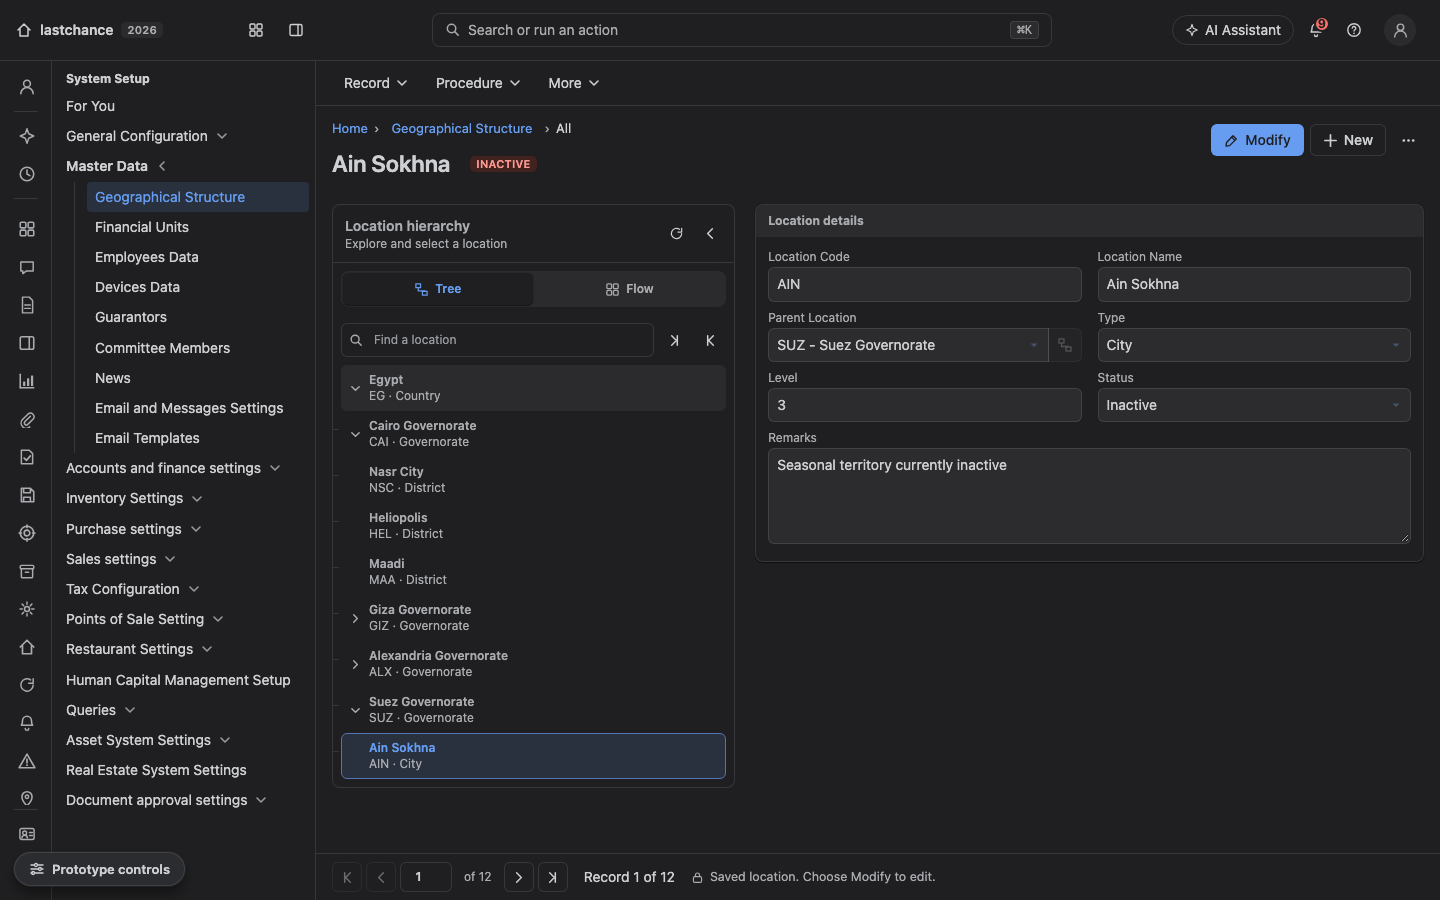 lastchance 2026
Search or run an action
⌘K
AI Assistant
9
System Setup
For You
General Configuration
Master Data
Geographical Structure
Financial Units
Employees Data
Devices Data
Guarantors
Committee Members
News
Email and Messages Settings
Email Templates
Accounts and finance settings
Inventory Settings
Purchase settings
Sales settings
Tax Configuration
Points of Sale Setting
Restaurant Settings
Human Capital Management Setup
Queries
Asset System Settings
Real Estate System Settings
Document approval settings
Prototype controls
Record Procedure More
Home › Geographical Structure › All
Ain Sokhna INACTIVE
Modify New
Location hierarchy
Explore and select a location
Tree Flow
Find a location
Egypt
EG · Country
Cairo Governorate
CAI · Governorate
Nasr City
NSC · District
Heliopolis
HEL · District
Maadi
MAA · District
Giza Governorate
GIZ · Governorate
Alexandria Governorate
ALX · Governorate
Suez Governorate
SUZ · Governorate
Ain Sokhna
AIN · City
Location details
Location Code
AIN
Location Name
Ain Sokhna
Parent Location
SUZ - Suez Governorate
Type
City
Level
3
Status
Inactive
Remarks
Seasonal territory currently inactive
1 of 12
Record 1 of 12
Saved location. Choose Modify to edit.